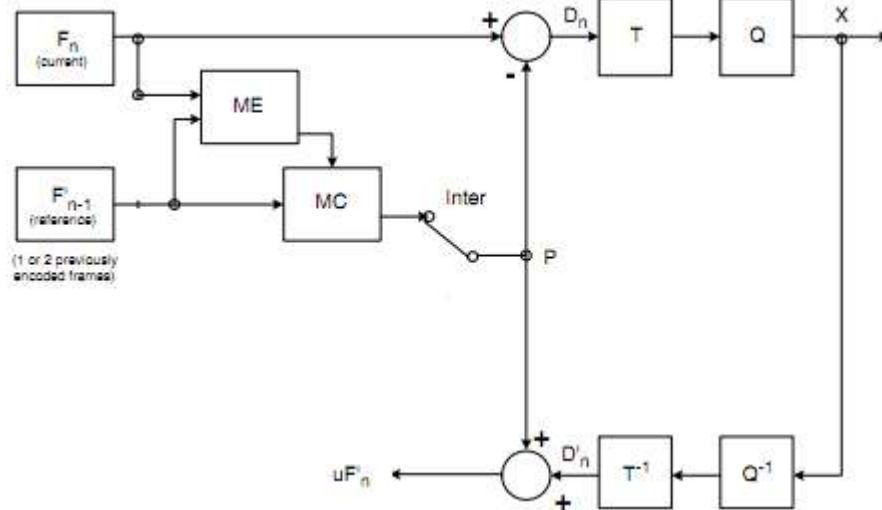 Fn
(current)
+
Dn
T
Q
X
-
ME
F'n-1
(reference)
MC
Inter
(1 or 2 previously
encoded frames)
P
+
D'n
T-1
Q-1
uF'n
+